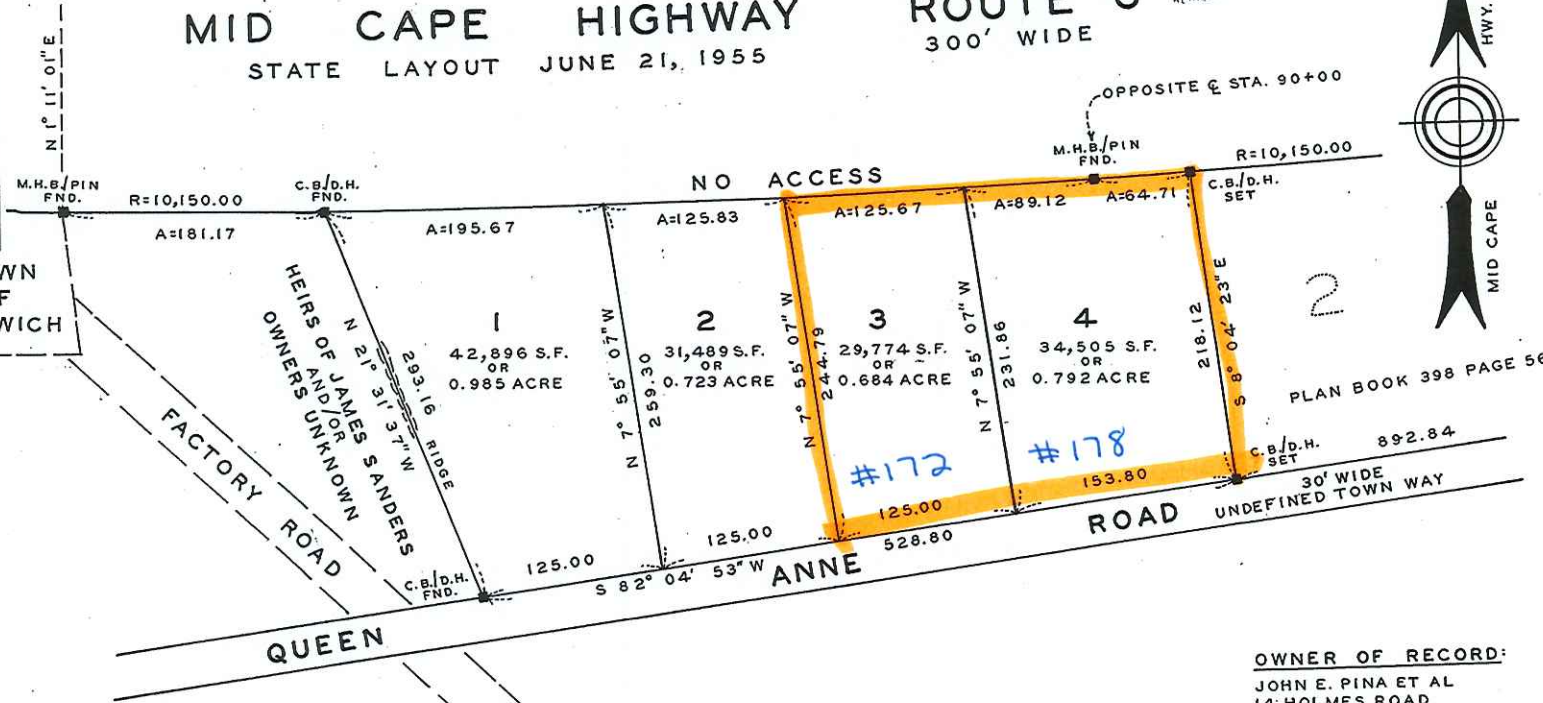 MID CAPE HIGHWAY ROUTE 6
STATE LAYOUT JUNE 21, 1955
300' WIDE
N 1° 11' 01" E
HWY.
OPPOSITE ℄ STA. 90+00
M.H.B./PIN
FND.
C.B./D.H.
FND.
M.H.B./PIN
FND.
NO ACCESS
R=10,150.00
R=10,150.00
C.B./D.H.
SET
A=181.17
A=195.67
A=125.83
A=125.67
A=89.12
A=64.71
MID CAPE
WN
F
WICH
HEIRS OF JAMES SANDERS
AND/OR
OWNERS UNKNOWN
N 21° 31' 37" W
293.16
RIDGE
1
42,896 S.F.
OR
0.985 ACRE
N 7° 55' 07" W
259.30
2
31,489 S.F.
OR
0.723 ACRE
N 7° 55' 07" W
244.79
3
29,774 S.F.
OR
0.684 ACRE
#172
N 7° 55' 07" W
231.86
4
34,505 S.F.
OR
0.792 ACRE
#178
218.12
S 8° 04' 23" E
2
PLAN BOOK 398 PAGE 56
FACTORY ROAD
C.B./D.H.
FND.
125.00
125.00
125.00
153.80
C.B./D.H.
SET
892.84
S 82° 04' 53" W
528.80
30' WIDE
UNDEFINED TOWN WAY
QUEEN ANNE ROAD
OWNER OF RECORD:
JOHN E. PINA ET AL
14 HOLMES ROAD